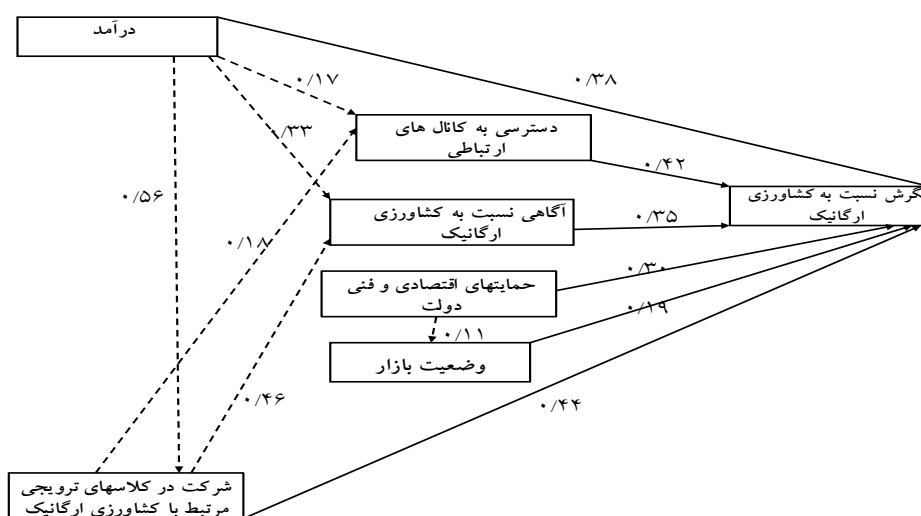 درآمد
۰/۱۷
۰/۳۸
۰/۳۳
دسترسی به کانال های
ارتباطی
۰/۴۲
۰/۵۶
نگرش نسبت به کشاورزی
ارگانیک
آگاهی نسبت به کشاورزی
ارگانیک
۰/۳۵
۰/۱۸
۰/۳۰
حمایتهای اقتصادی و فنی
دولت
۰/۱۹
۰/۱۱
وضعیت بازار
۰/۴۶
۰/۴۴
شرکت در کلاسهای ترویجی
مرتبط با کشاورزی ارگانیک